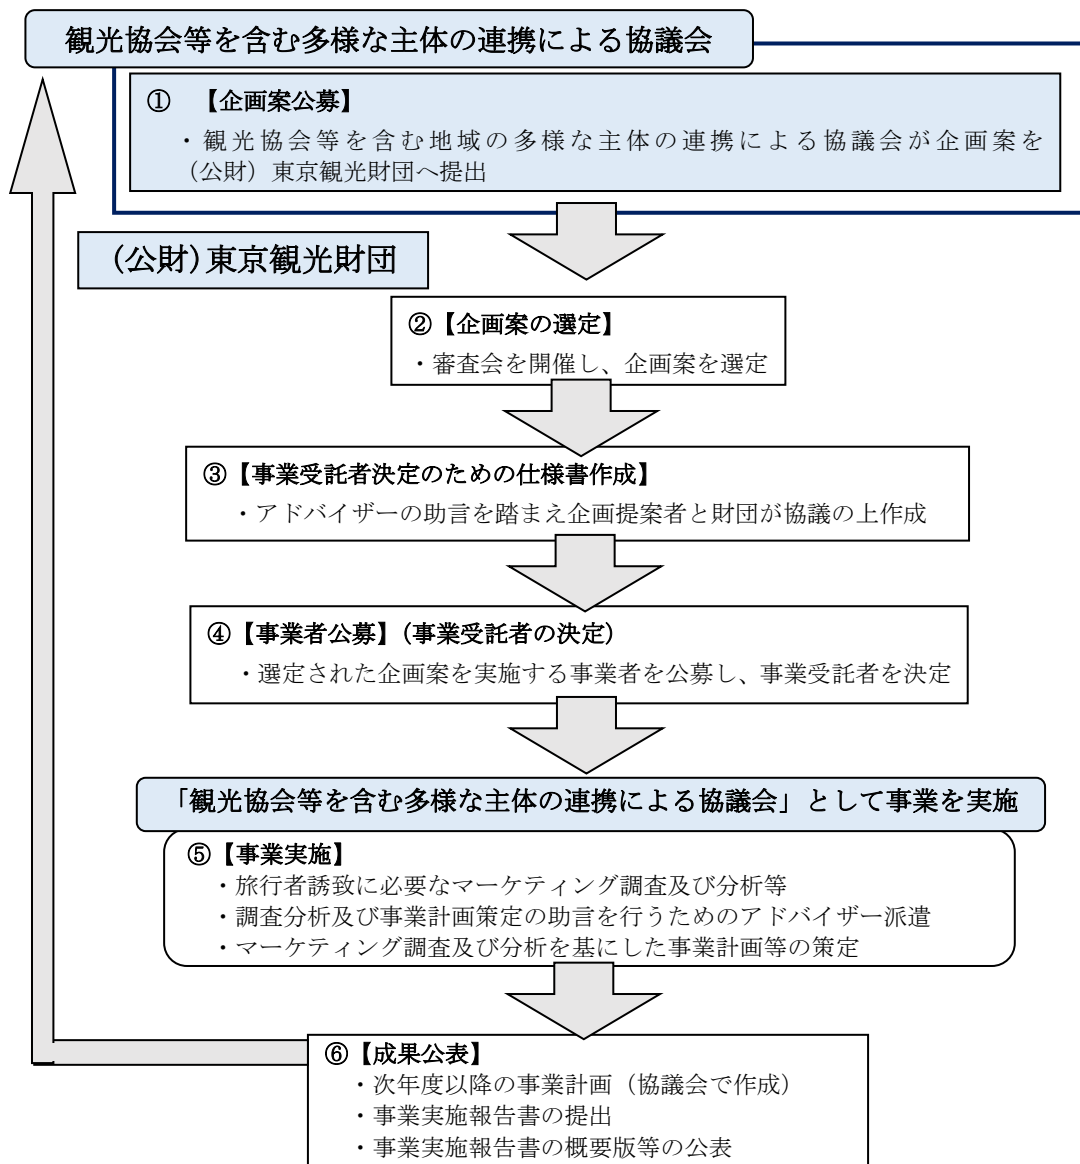 観光協会等を含む多様な主体の連携による協議会
① 【企画案公募】
・観光協会等を含む地域の多様な主体の連携による協議会が企画案を
(公財)東京観光財団へ提出
(公財)東京観光財団
②【企画案の選定】
・審査会を開催し、企画案を選定
③【事業受託者決定のための仕様書作成】
・アドバイザーの助言を踏まえ企画提案者と財団が協議の上作成
④【事業者公募】(事業受託者の決定)
・選定された企画案を実施する事業者を公募し、事業受託者を決定
「観光協会等を含む多様な主体の連携による協議会」として事業を実施
⑤【事業実施】
・旅行者誘致に必要なマーケティング調査及び分析等
・調査分析及び事業計画策定の助言を行うためのアドバイザー派遣
・マーケティング調査及び分析を基にした事業計画等の策定
⑥【成果公表】
・次年度以降の事業計画(協議会で作成)
・事業実施報告書の提出
・事業実施報告書の概要版等の公表